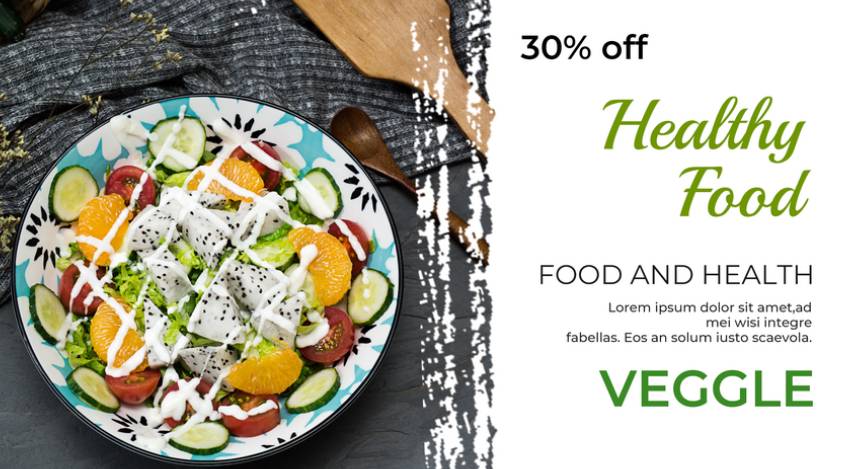 30% off
Healthy
Food
FOOD AND HEALTH
Lorem ipsum dolor sit amet,ad
mei wisi integre
fabellas. Eos an solum iusto scaevola.
VEGGLE